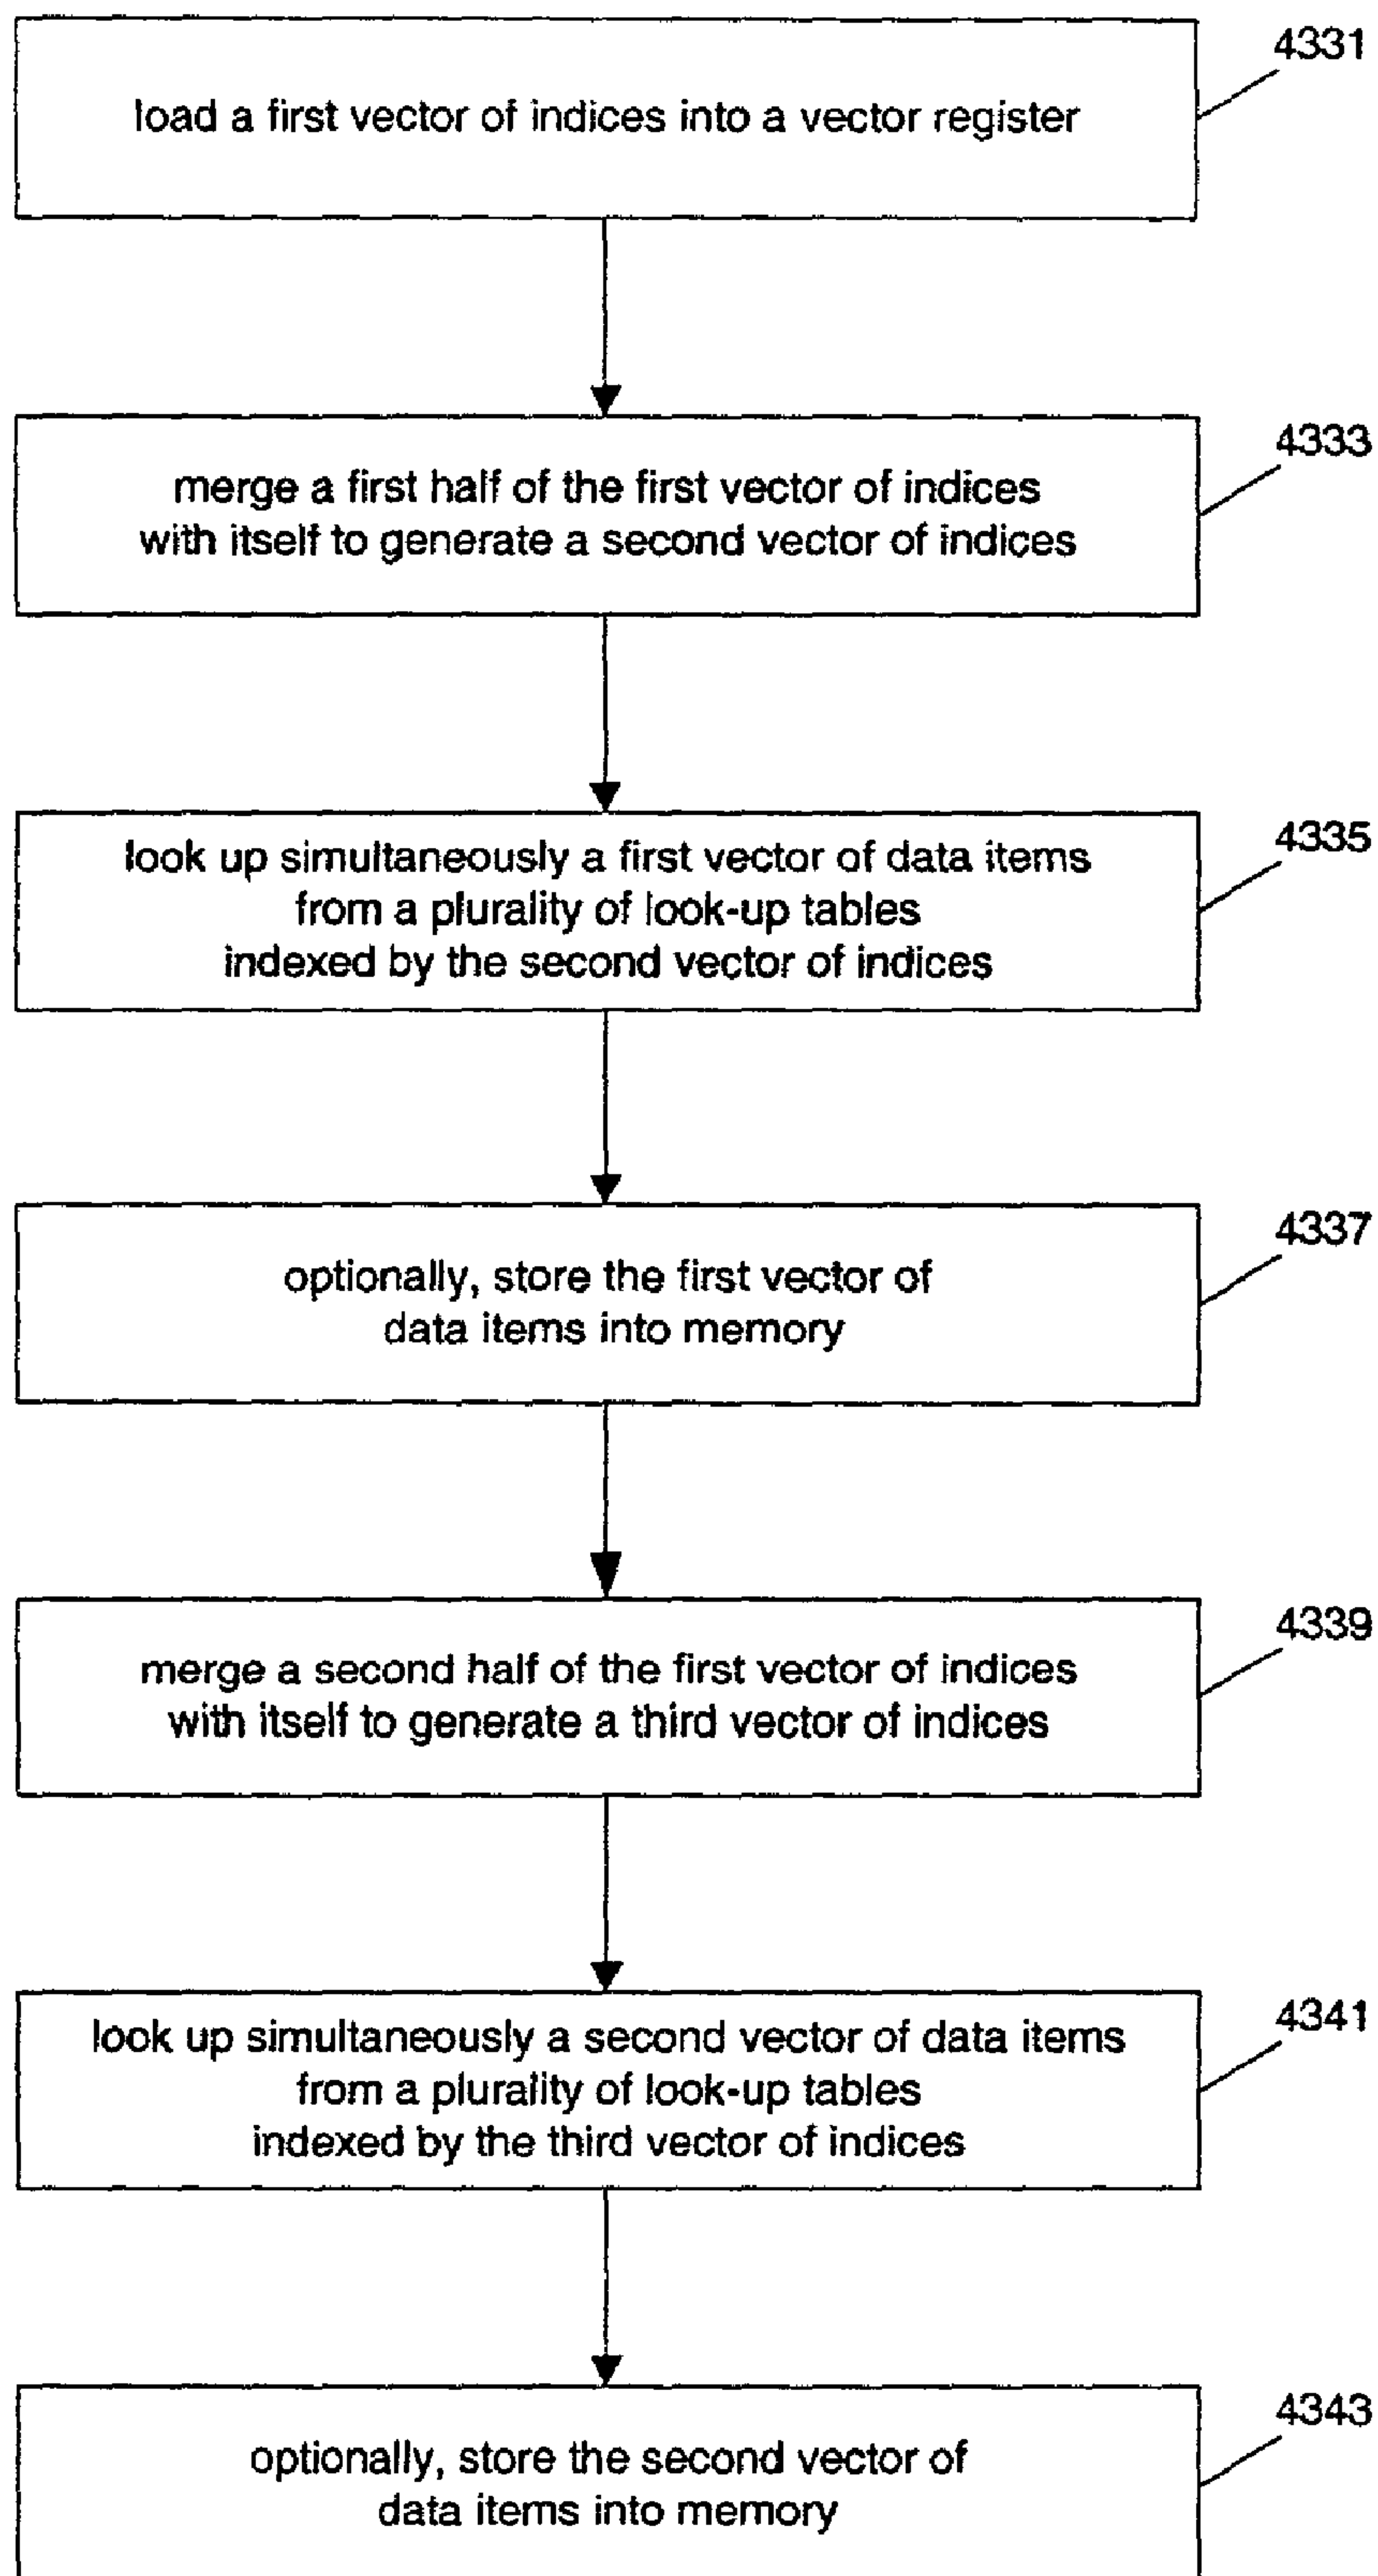 4331
load a first vector of indices into a vector register
4333
merge a first half of the first vector of indices
with itself to generate a second vector of indices
4335
look up simultaneously a first vector of data items
from a plurality of look-up tables
indexed by the second vector of indices
4337
optionally, store the first vector of
data items into memory
4339
merge a second half of the first vector of indices
with itself to generate a third vector of indices
4341
look up simultaneously a second vector of data items
from a plurality of look-up tables
indexed by the third vector of indices
4343
optionally, store the second vector of
data items into memory